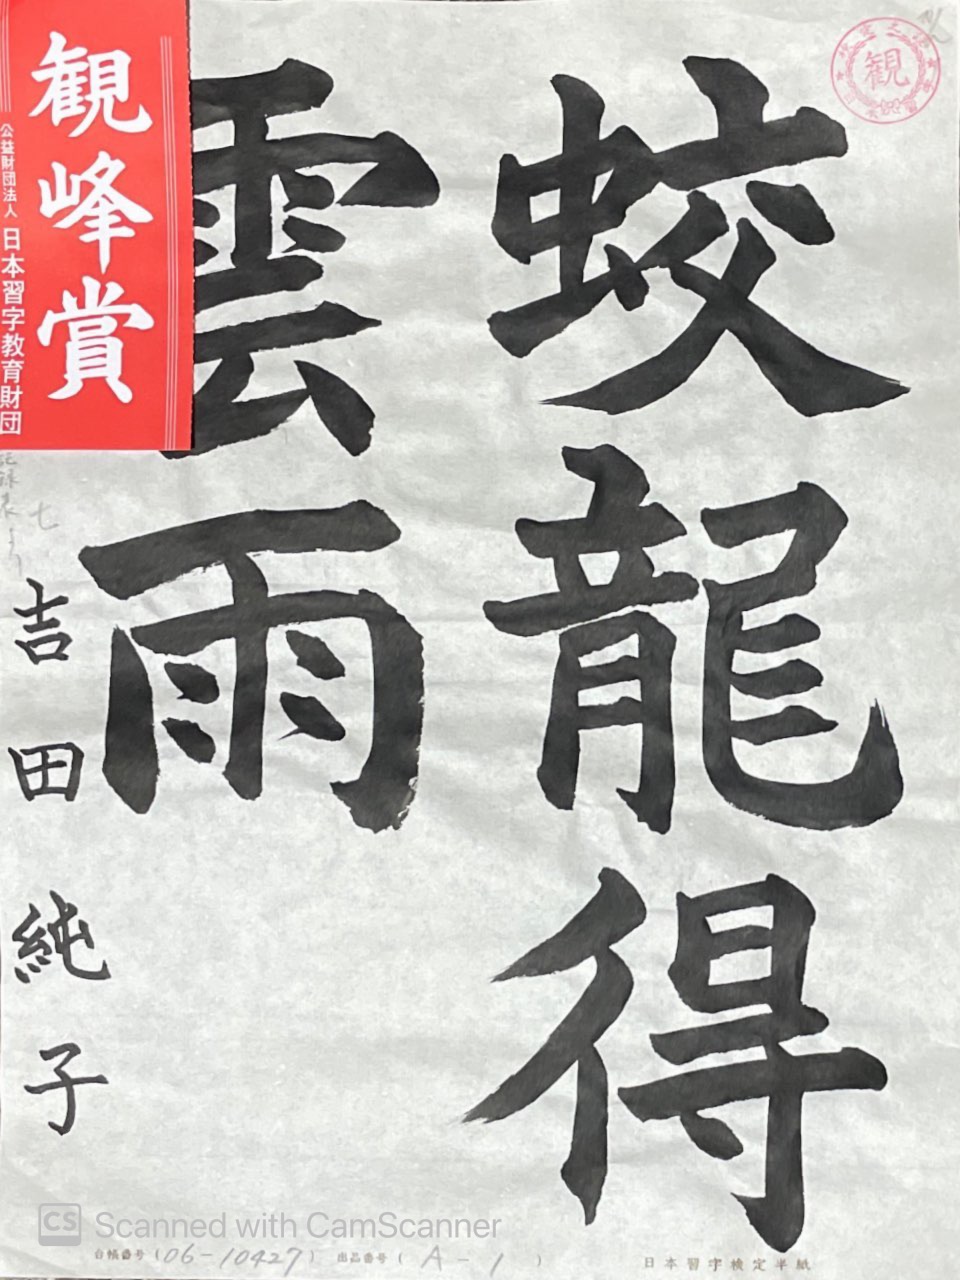 蛟龍得
雲雨
吉田純子
観峰賞
公益財団法人 日本習字教育財団
観
七
CS Scanned with CamScanner
台帳番号 (06-10427) 出品番号 (A-1)
日本習字検定半紙